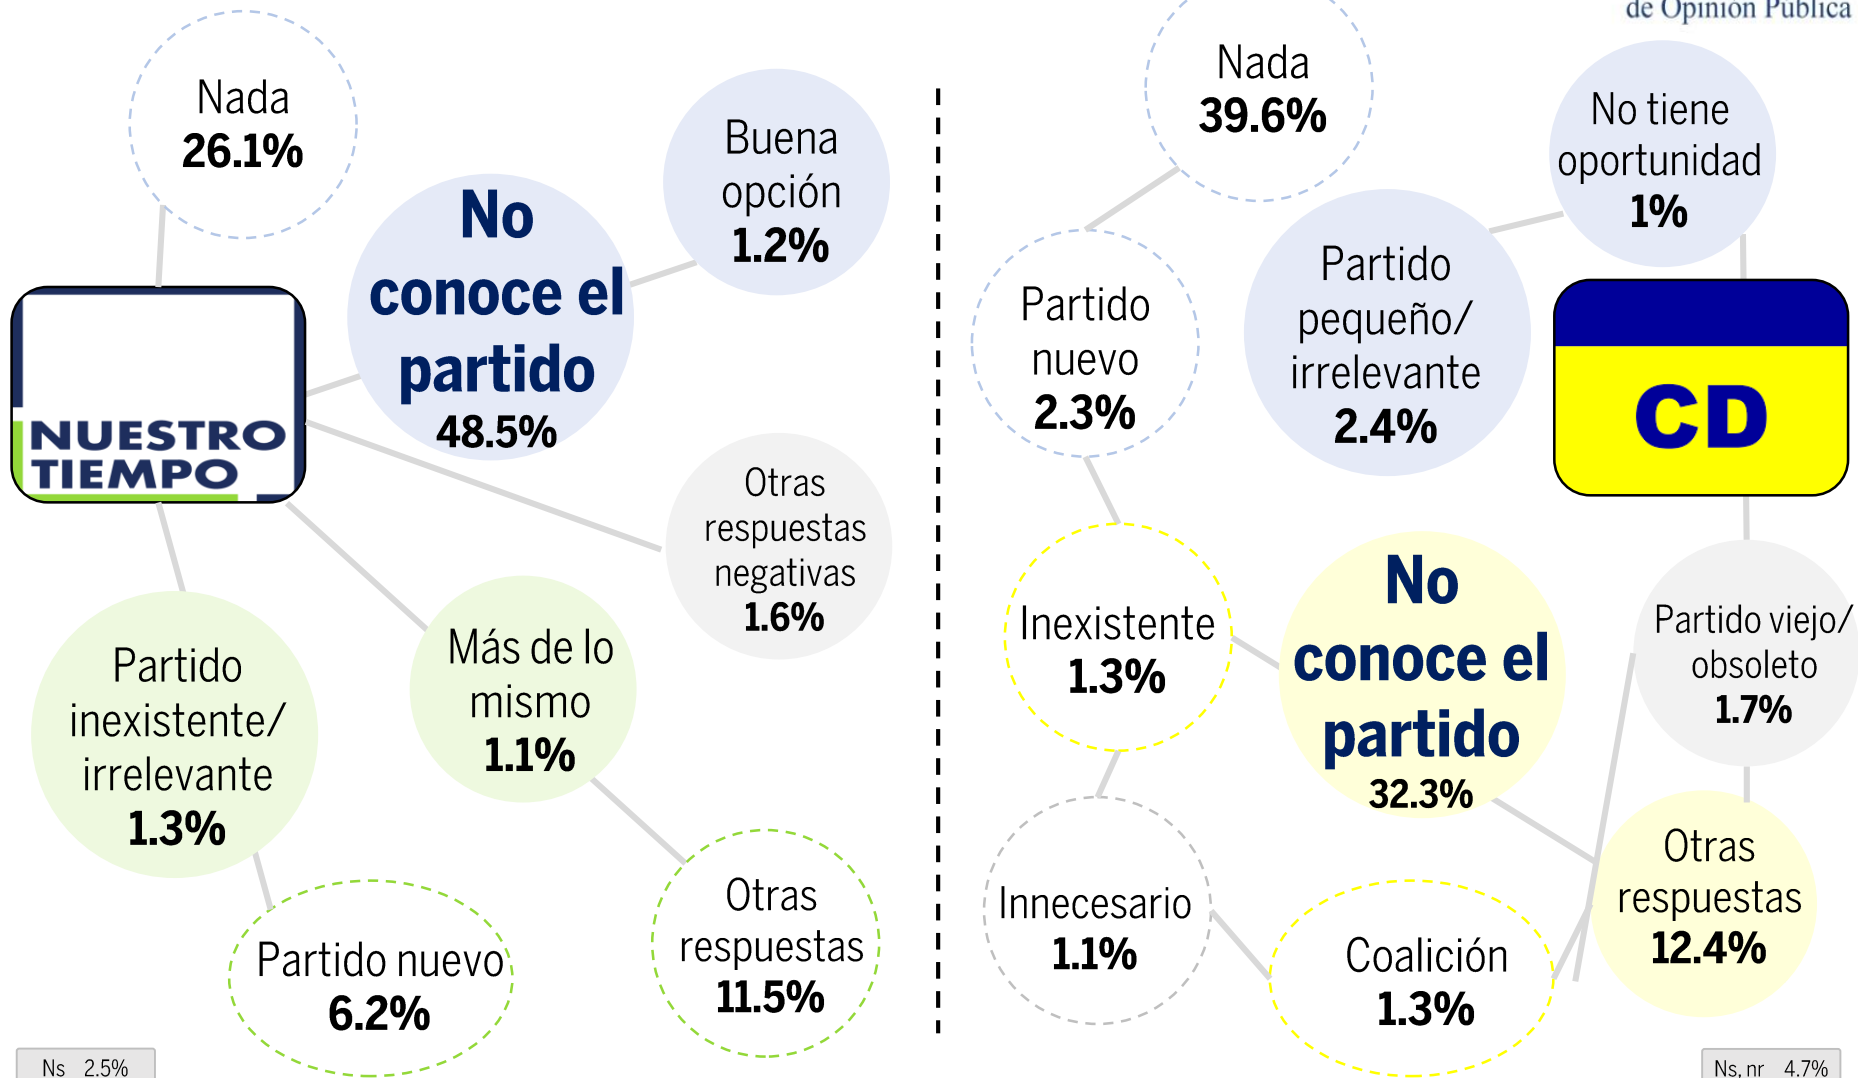 de Opinión Pública
Nada
26.1%
No
conoce el
partido
48.5%
Buena
opción
1.2%
NUESTRO
TIEMPO
Otras
respuestas
negativas
1.6%
Partido
inexistente/
irrelevante
1.3%
Más de lo
mismo
1.1%
Partido nuevo
6.2%
Otras
respuestas
11.5%
Ns 2.5%
Nada
39.6%
No tiene
oportunidad
1%
Partido
nuevo
2.3%
Partido
pequeño/
irrelevante
2.4%
CD
Inexistente
1.3%
No
conoce el
partido
32.3%
Partido viejo/
obsoleto
1.7%
Innecesario
1.1%
Coalición
1.3%
Otras
respuestas
12.4%
Ns, nr 4.7%